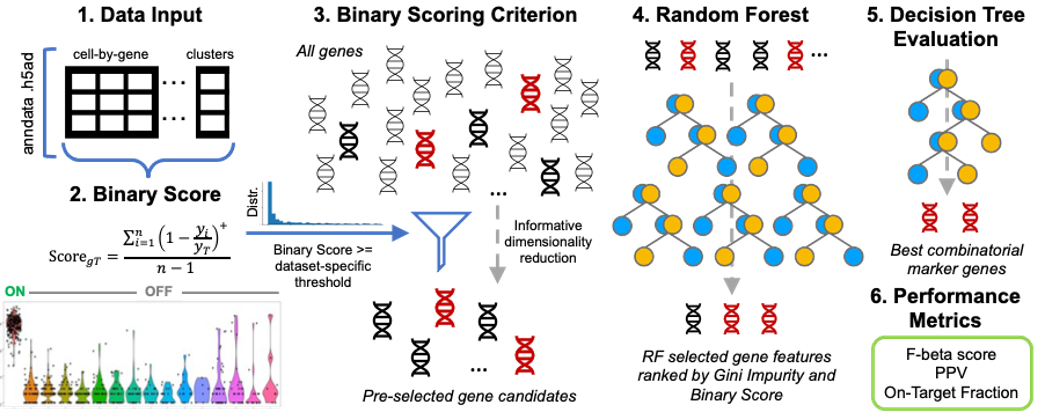 1. Data Input
anndata .h5ad
cell-by-gene
clusters
...
...
2. Binary Score
Score_{gT} = \frac{\sum_{i=1}^{n} \left(1 - \frac{y_i}{y_T}\right)^+}{n - 1}
ON
OFF
3. Binary Scoring Criterion
All genes
...
Distr.
Binary Score >=
dataset-specific
threshold
Informative
dimensionality
reduction
...
Pre-selected gene candidates
4. Random Forest
...
RF selected gene features
ranked by Gini Impurity and
Binary Score
5. Decision Tree
Evaluation
Best combinatorial
marker genes
6. Performance
Metrics
F-beta score
PPV
On-Target Fraction